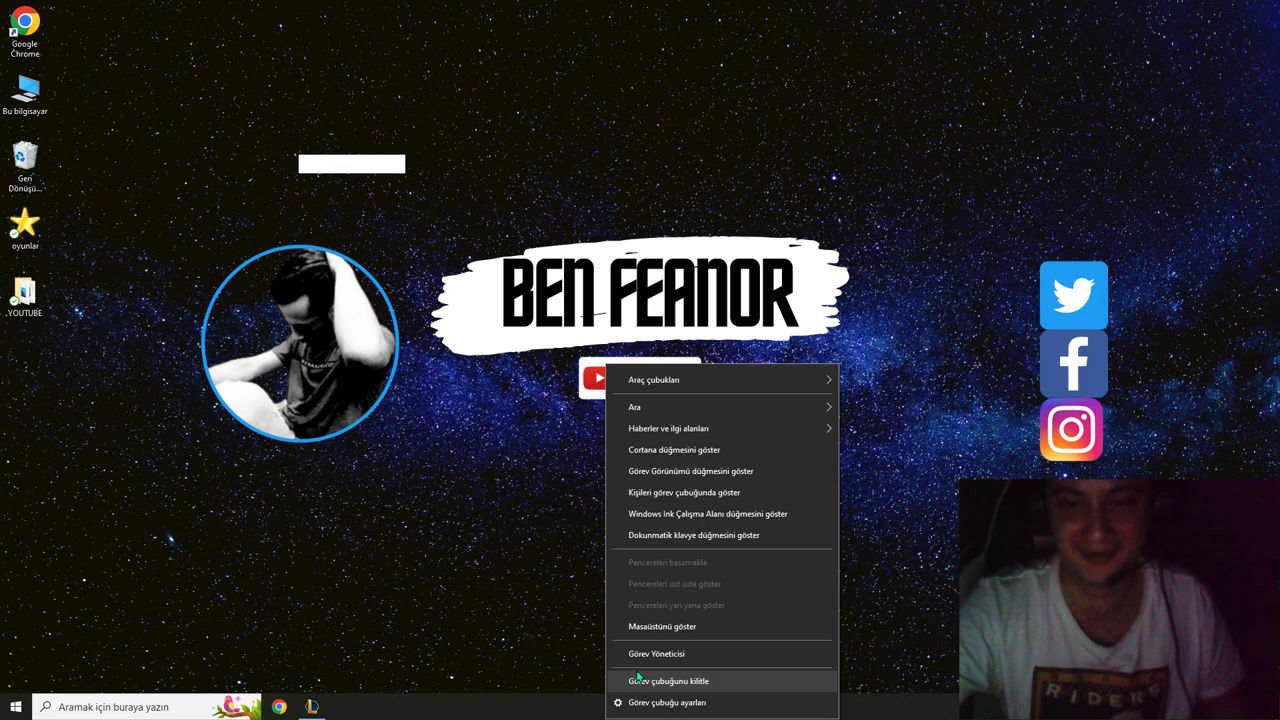 Google
Chrome
Bu bilgisayar
Geri
Dönüşü...
oyunlar
.YOUTUBE
BEN FEANOR
Araç çubukları
Ara
Haberler ve ilgi alanları
Cortana düğmesini göster
Görev Görünümü düğmesini göster
Kişileri görev çubuğunda göster
Windows Ink Çalışma Alanı düğmesini göster
Dokunmatik klavye düğmesini göster
Pencereleri basamakla
Pencereleri üst üste göster
Pencereleri yan yana göster
Masaüstünü göster
Görev Yöneticisi
Görev çubuğunu kilitle
Görev çubuğu ayarları
Aramak için buraya yazın
RIDERS